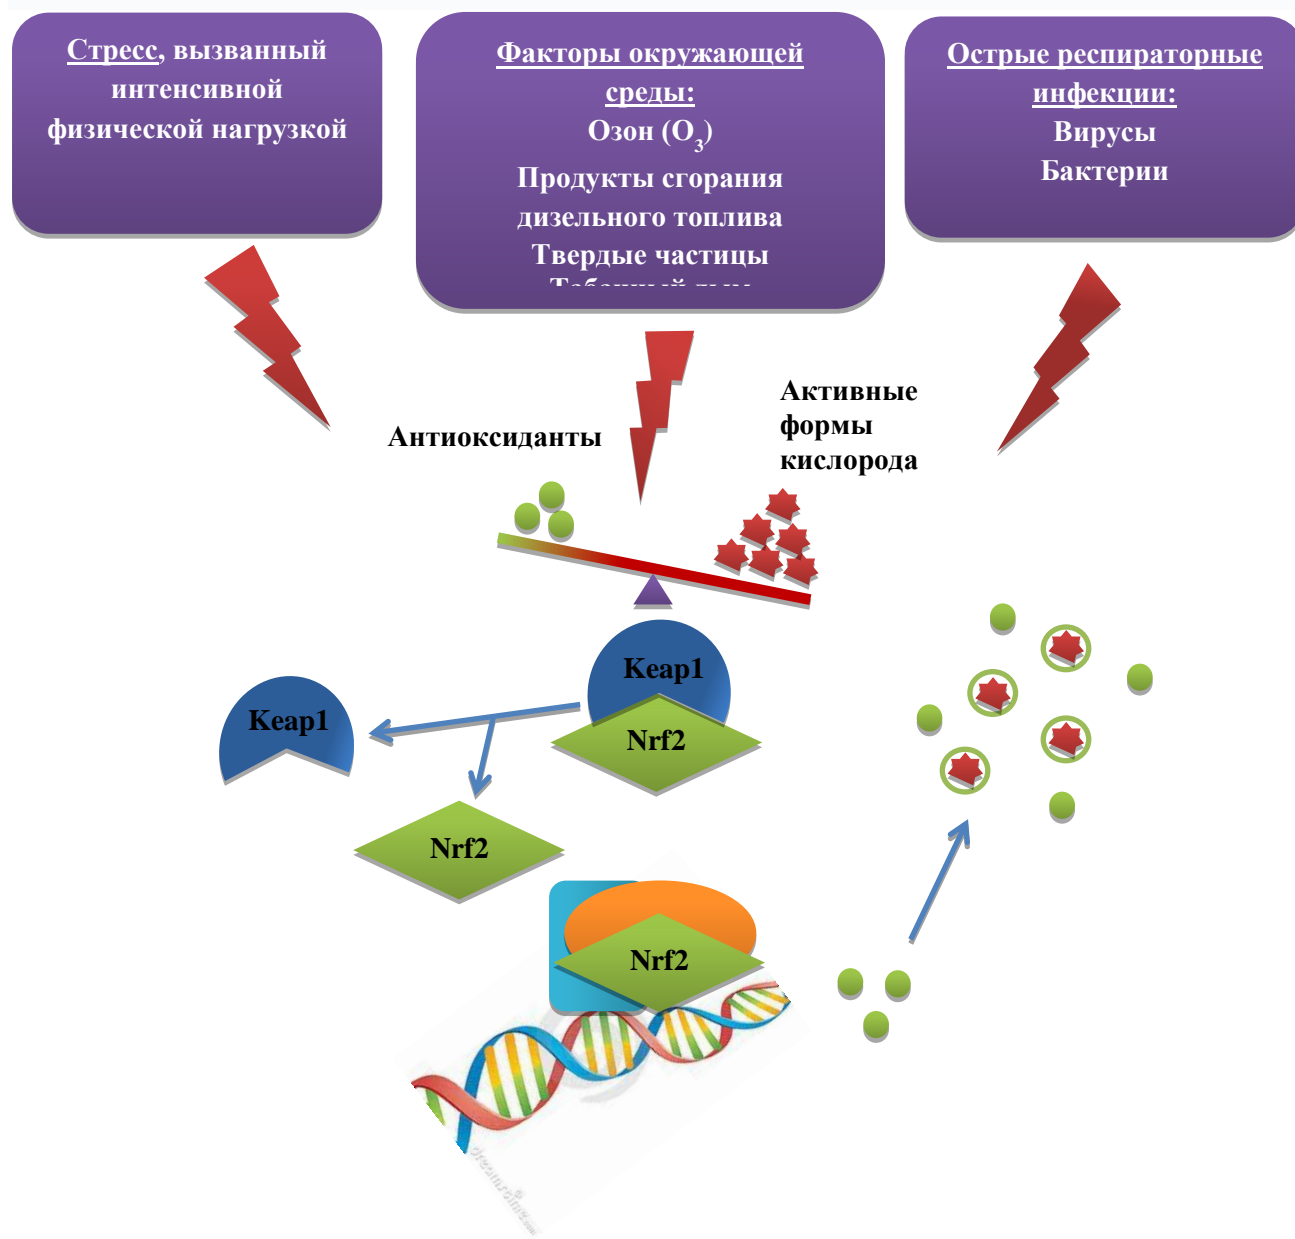 Стресс, вызванный
интенсивной
физической нагрузкой
Факторы окружающей
среды:
Озон (O3)
Продукты сгорания
дизельного топлива
Твердые частицы
Острые респираторные
инфекции:
Вирусы
Бактерии
Антиоксиданты
Активные
формы
кислорода
Keap1
Nrf2
Keap1
Nrf2
Nrf2